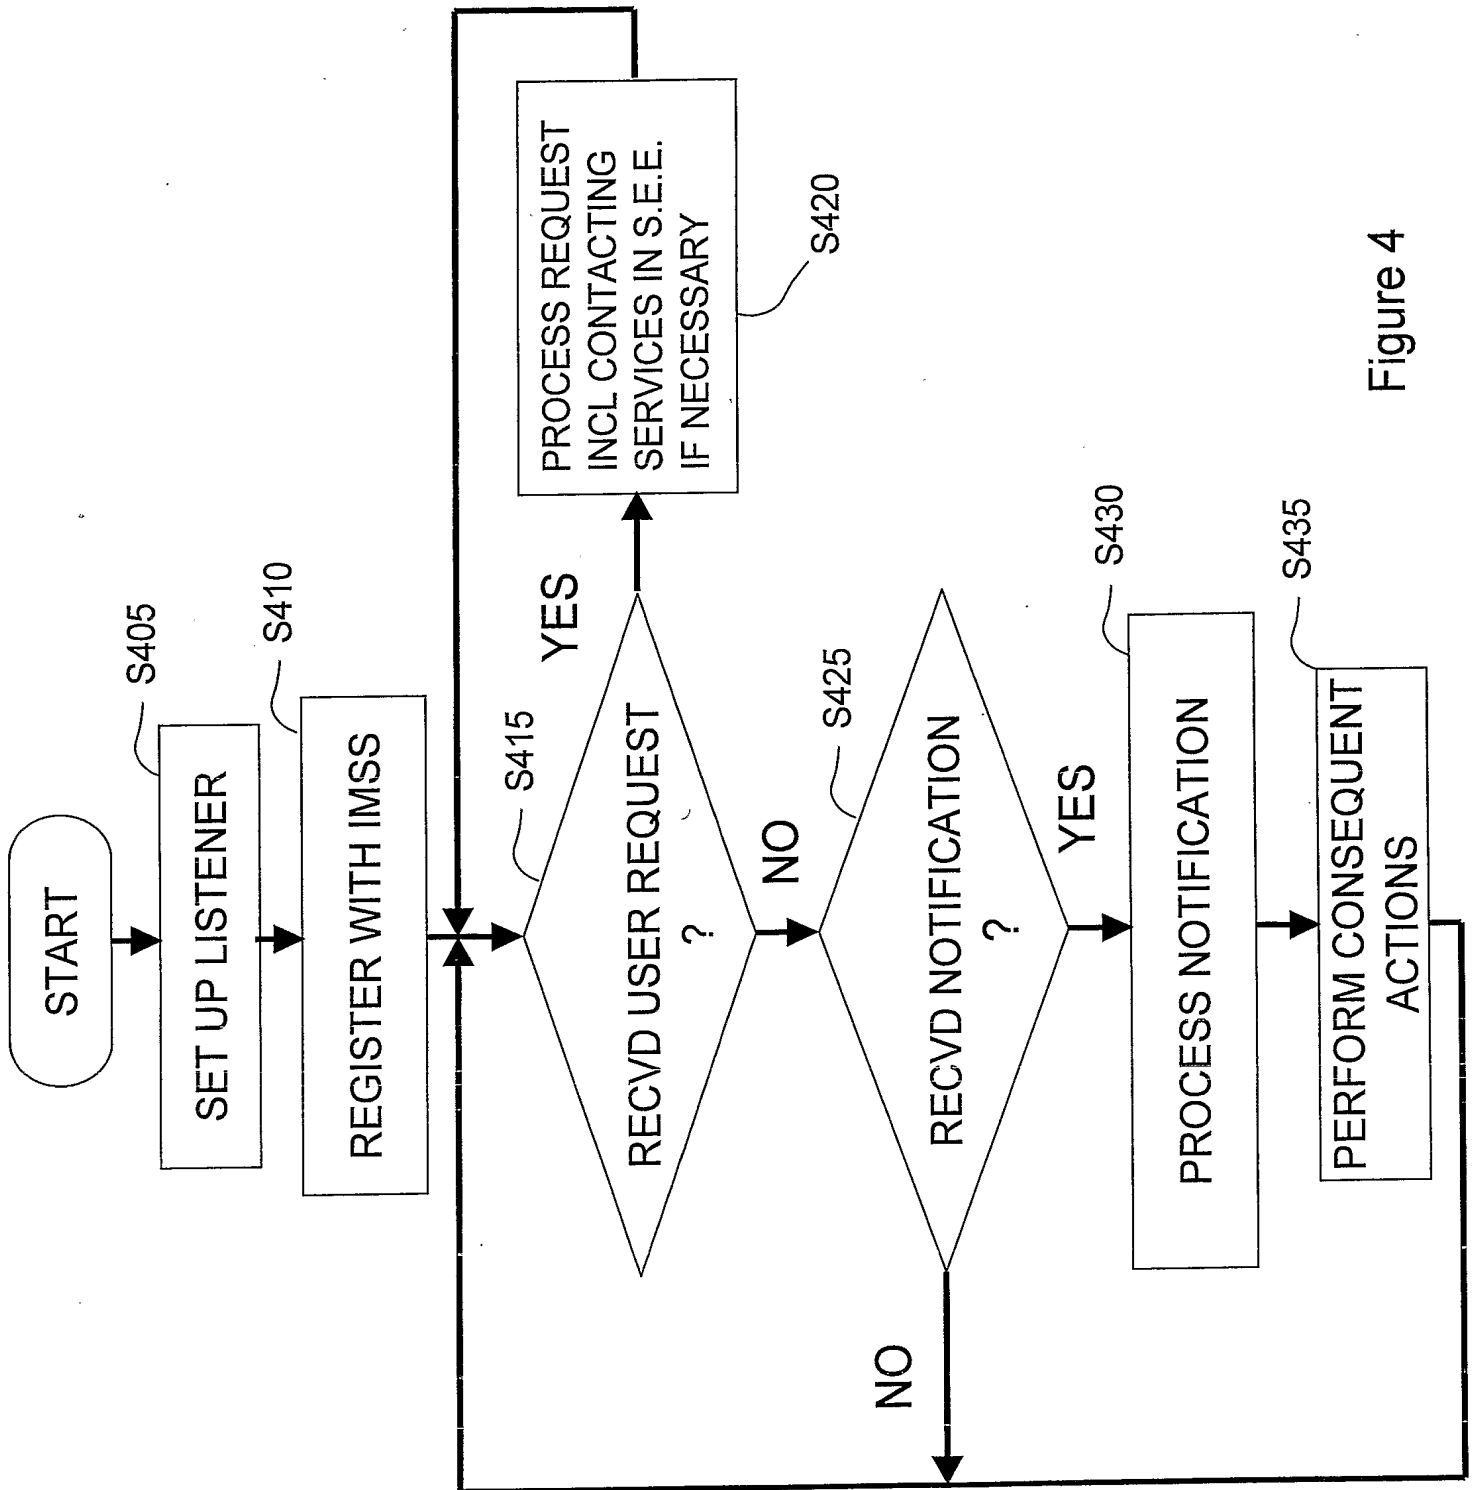 START
S405
SET UP LISTENER
S410
REGISTER WITH IMSS
S415
RECVD USER REQUEST
?
YES
PROCESS REQUEST
INCL CONTACTING
SERVICES IN S.E.E.
IF NECESSARY
S420
NO
S425
RECVD NOTIFICATION
?
NO
YES
S430
PROCESS NOTIFICATION
S435
PERFORM CONSEQUENT
ACTIONS
Figure 4